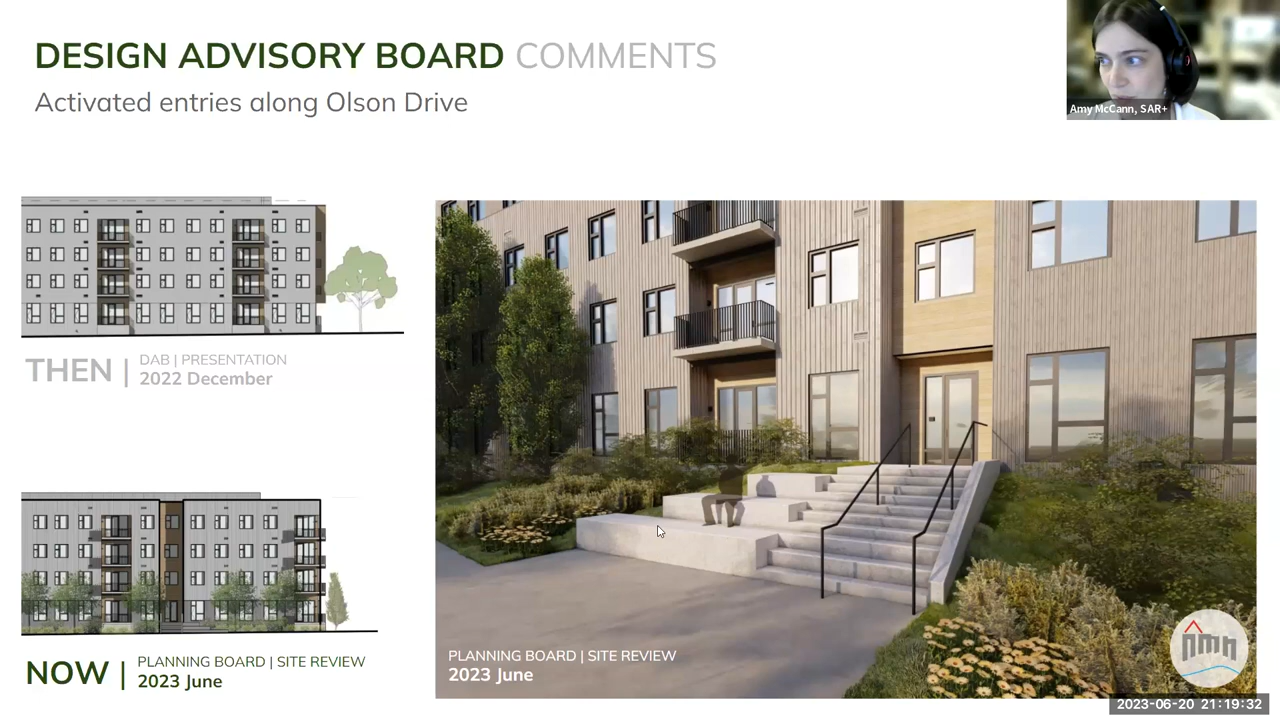 DESIGN ADVISORY BOARD COMMENTS
Activated entries along Olson Drive
Amy McCann, SAR+
THEN | DAB | PRESENTATION
2022 December
NOW | PLANNING BOARD | SITE REVIEW
2023 June
PLANNING BOARD | SITE REVIEW
2023 June
nmn
2023-06-20 21:19:32